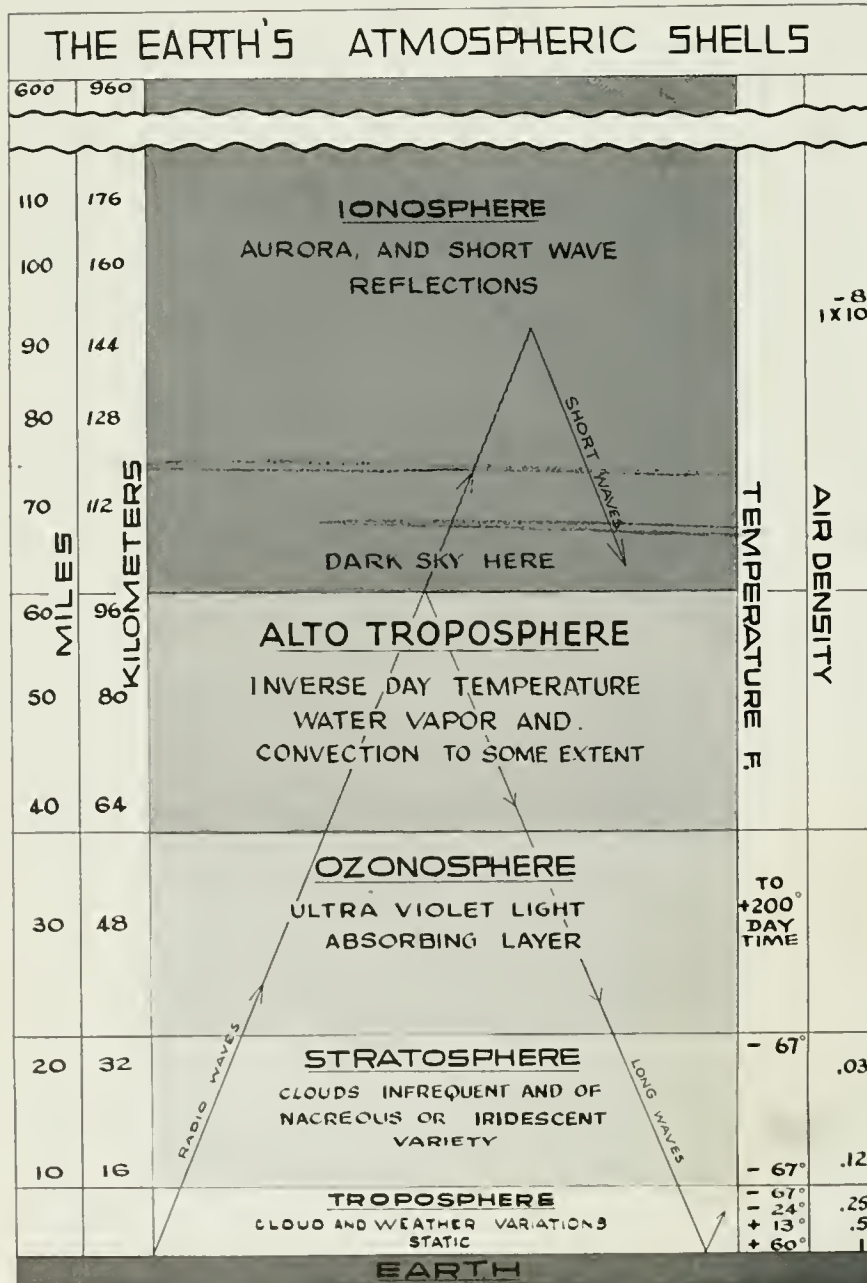 THE EARTH'S ATMOSPHERIC SHELLS
600 960
110 176
100 160
90 144
80 128
70 112
60 96
50 80
40 64
30 48
20 32
10 16
MILES
KILOMETERS
IONOSPHERE
AURORA, AND SHORT WAVE
REFLECTIONS
SHORT WAVES
DARK SKY HERE
ALTO TROPOSPHERE
INVERSE DAY TEMPERATURE
WATER VAPOR AND.
CONVECTION TO SOME EXTENT
OZONOSPHERE
ULTRA VIOLET LIGHT
ABSORBING LAYER
RADIO WAVES
STRATOSPHERE
CLOUDS INFREQUENT AND OF
NACREOUS OR IRIDESCENT
VARIETY
LONG WAVES
TROPOSPHERE
CLOUD AND WEATHER VARIATIONS
STATIC
EARTH
TEMPERATURE F.
TO
+200°
DAY
TIME
- 67°
- 67°
- 67°
- 24°
+ 13°
+ 60°
AIR DENSITY
-8
1X10
.03
.12
.25
.5
1